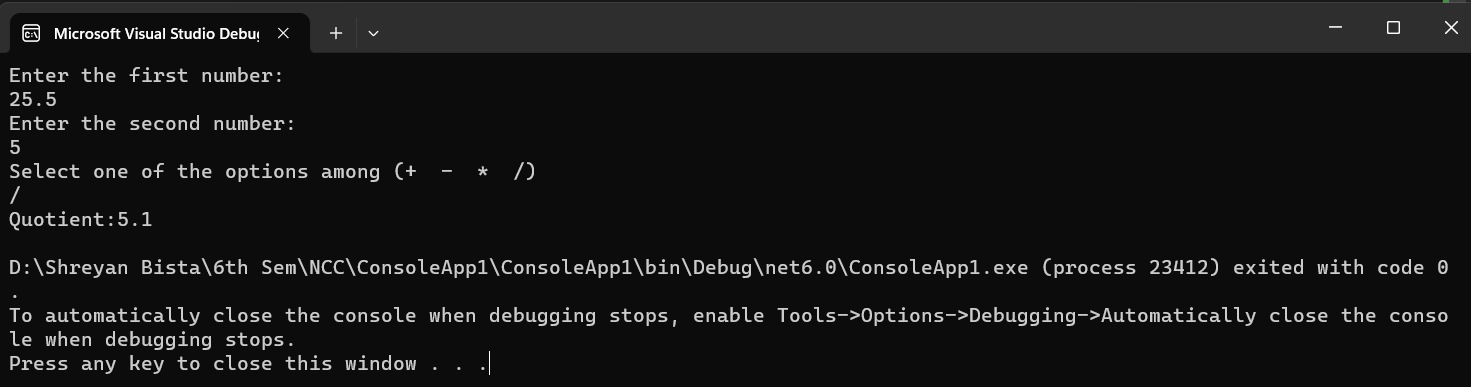 Microsoft Visual Studio Debug
Enter the first number:
25.5
Enter the second number:
5
Select one of the options among (+  -  *  /)
/
Quotient:5.1
D:\Shreyan Bista\6th Sem\NCC\ConsoleApp1\ConsoleApp1\bin\Debug\net6.0\ConsoleApp1.exe (process 23412) exited with code 0
.
To automatically close the console when debugging stops, enable Tools->Options->Debugging->Automatically close the conso
le when debugging stops.
Press any key to close this window . . .